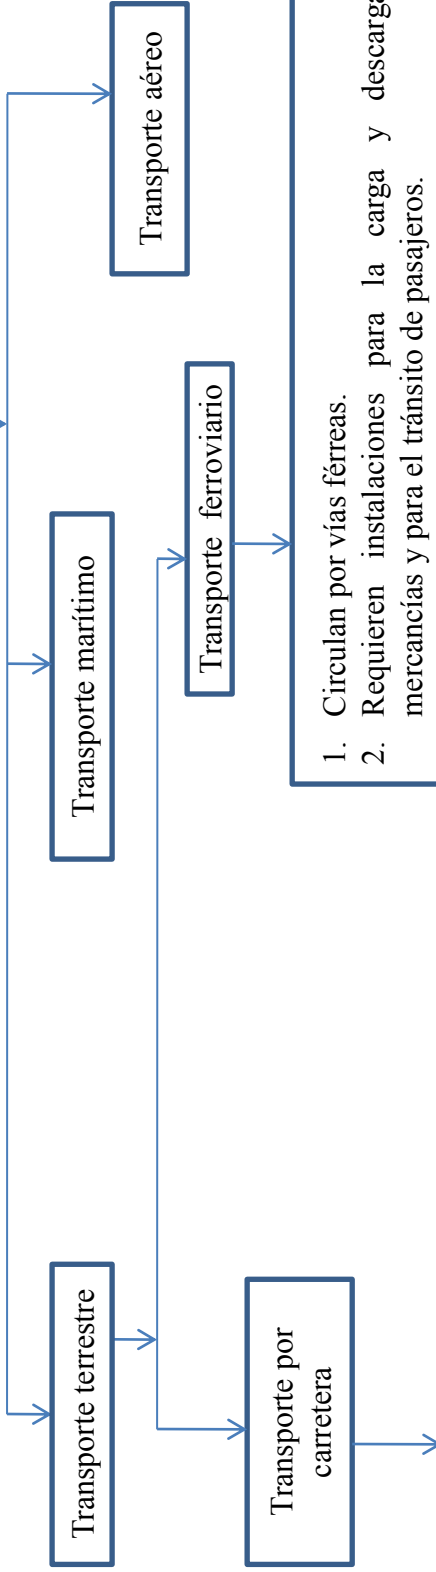 Transporte terrestre
Transporte marítimo
Transporte aéreo
Transporte por
carretera
Transporte ferroviario
1. Circulan por vías férreas.
2. Requieren instalaciones para la carga y descarga
mercancías y para el tránsito de pasajeros.